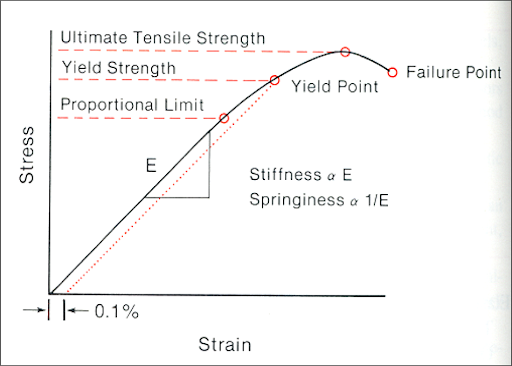 Ultimate Tensile Strength
Yield Strength
Yield Point
Failure Point
Proportional Limit
E
Stiffness α E
Springiness α 1/E
Stress
0.1%
Strain